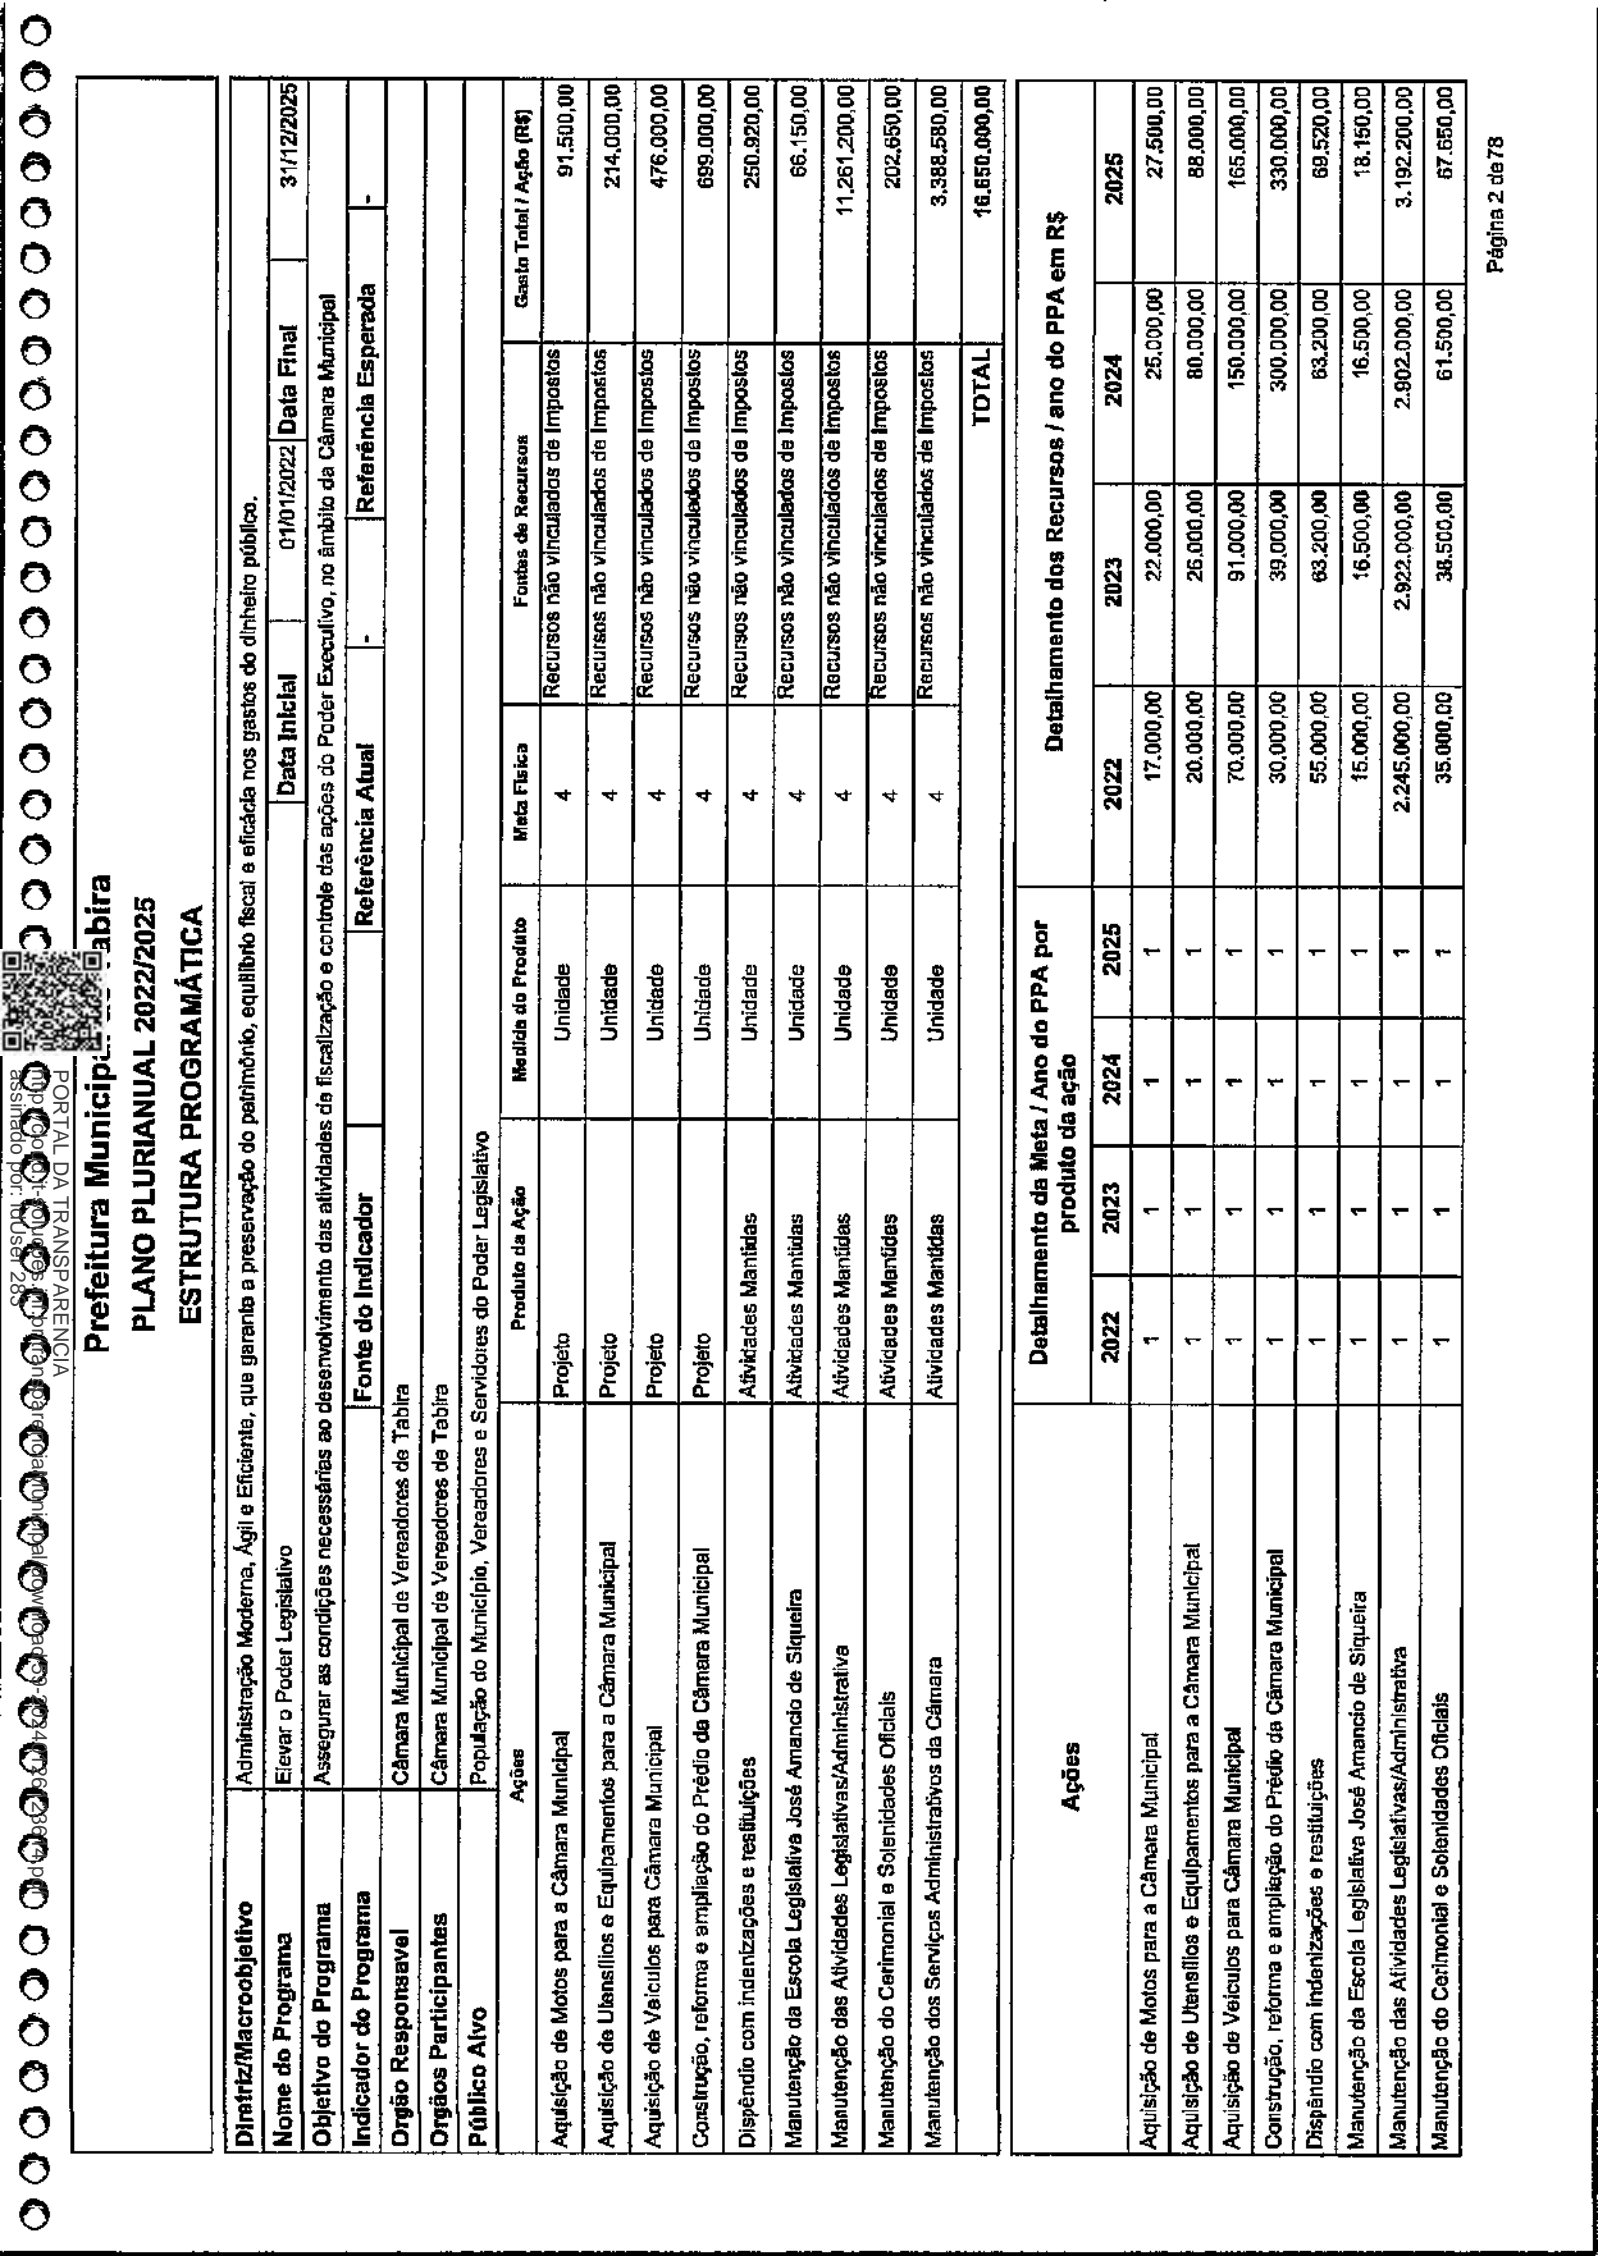 Prefeitura Municipal de Tabira
PLANO PLURIANUAL 2022/2025
ESTRUTURA PROGRAMÁTICA
Diretriz/Macroobjetivo Administração Moderna, Ágil e Eficiente, que garante a preservação do patrimônio, equilíbrio fiscal e eficácia nos gastos do dinheiro público.
Nome do Programa Elevar o Poder Legislativo Data Inicial 01/01/2022 Data Final 31/12/2025
Objetivo do Programa Assegurar as condições necessárias ao desenvolvimento das atividades de fiscalização e controle das ações do Poder Executivo, no âmbito da Câmara Municipal
Indicador do Programa Fonte do Indicador Referência Atual - Referência Esperada -
Orgão Responsavel Câmara Municipal de Vereadores de Tabira
Orgãos Participantes Câmara Municipal de Vereadores de Tabira
Público Alvo População do Município, Vereadores e Servidores do Poder Legislativo
Ações Produto da Ação Medida do Produto Meta Física Fontes de Recursos Gasto Total / Ação (R$)
Aquisição de Motos para a Câmara Municipal Projeto Unidade 4 Recursos não vinculados de Impostos 91.500,00
Aquisição de Utensílios e Equipamentos para a Câmara Municipal Projeto Unidade 4 Recursos não vinculados de Impostos 214.000,00
Aquisição de Veículos para Câmara Municipal Projeto Unidade 4 Recursos não vinculados de Impostos 476.000,00
Construção, reforma e ampliação do Prédio da Câmara Municipal Projeto Unidade 4 Recursos não vinculados de Impostos 699.000,00
Dispêndio com indenizações e restituições Atividades Mantidas Unidade 4 Recursos não vinculados de Impostos 250.920,00
Manutenção da Escola Legislativa José Amancio de Siqueira Atividades Mantidas Unidade 4 Recursos não vinculados de Impostos 66.150,00
Manutenção das Atividades Legislativas/Administrativa Atividades Mantidas Unidade 4 Recursos não vinculados de Impostos 11.261.200,00
Manutenção do Cerimonial e Solenidades Oficiais Atividades Mantidas Unidade 4 Recursos não vinculados de Impostos 202.650,00
Manutenção dos Serviços Administrativos da Câmara Atividades Mantidas Unidade 4 Recursos não vinculados de Impostos 3.388.580,00
TOTAL 16.650.000,00
Ações Detalhamento da Meta / Ano do PPA por produto da ação Detalhamento dos Recursos / ano do PPA em R$
2022 2023 2024 2025 2022 2023 2024 2025
Aquisição de Motos para a Câmara Municipal 1 1 1 1 17.000,00 22.000,00 25.000,00 27.500,00
Aquisição de Utensílios e Equipamentos para a Câmara Municipal 1 1 1 1 20.000,00 26.000,00 80.000,00 88.000,00
Aquisição de Veículos para Câmara Municipal 1 1 1 1 70.000,00 91.000,00 150.000,00 165.000,00
Construção, reforma e ampliação do Prédio da Câmara Municipal 1 1 1 1 30.000,00 39.000,00 300.000,00 330.000,00
Dispêndio com indenizações e restituições 1 1 1 1 55.000,00 63.200,00 63.200,00 69.520,00
Manutenção da Escola Legislativa José Amancio de Siqueira 1 1 1 1 15.000,00 16.500,00 16.500,00 18.150,00
Manutenção das Atividades Legislativas/Administrativa 1 1 1 1 2.245.000,00 2.922.000,00 2.902.000,00 3.192.200,00
Manutenção do Cerimonial e Solenidades Oficiais 1 1 1 1 35.000,00 38.500,00 61.500,00 67.650,00
Página 2 de 78
PORTAL DA TRANSPARENCIA
assinado por: idUser 283